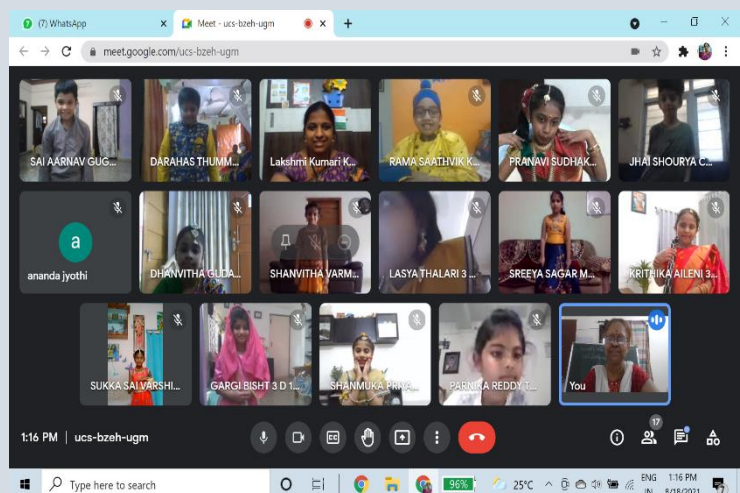 (7) WhatsApp
Meet - ucs-bzeh-ugm
meet.google.com/ucs-bzeh-ugm
SAI AARNAV GUG... DARAHAS THUMM... Lakshmi Kumari K... RAMA SAATHVIK K... PRANAVI SUDHAK... JHAI SHOURYA C...
a
ananda jyothi DHANVITHA GUDA... SHANVITHA VARM... LASYA THALARI 3 ... SREEYA SAGAR M... KRITHIKA AILENI 3...
SUKKA SAI VARSHI... GARGI BISHT 3 D 1... SHANMUKA PRIYA... PARNIKA REDDY T... You
17
1:16 PM | ucs-bzeh-ugm
CC
Type here to search 96% 25°C ENG 1:16 PM
IN 8/18/2021